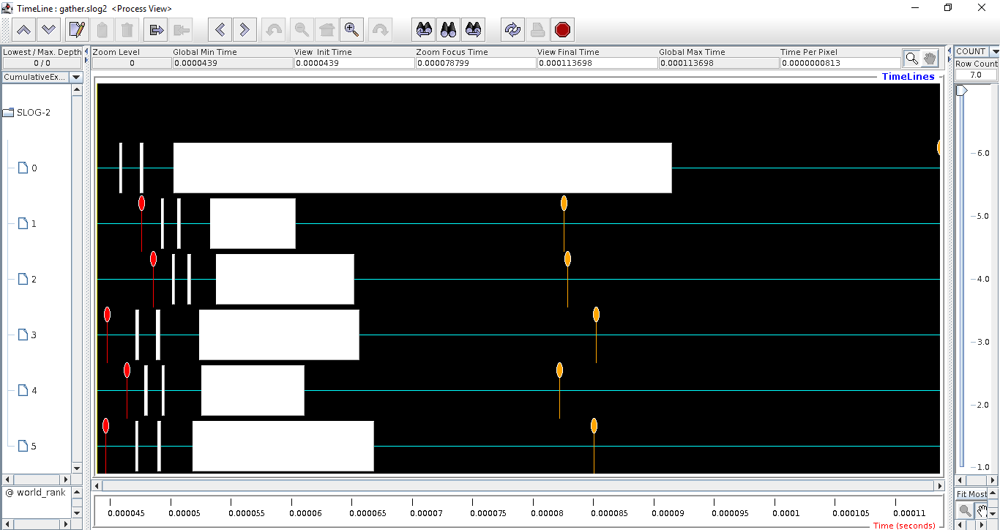 TimeLine : gather.slog2 <Process View>
Lowest / Max. Depth
0 / 0
Zoom Level
0
Global Min Time
0.0000439
View Init Time
0.0000439
Zoom Focus Time
0.000078799
View Final Time
0.000113698
Global Max Time
0.000113698
Time Per Pixel
0.0000000813
COUNT
Row Count
7.0
CumulativeEx...
TimeLines
SLOG-2
0
1
2
3
4
5
6.0
5.0
4.0
3.0
2.0
1.0
@ world_rank
Fit Most
0.000045 0.00005 0.000055 0.00006 0.000065 0.00007 0.000075 0.00008 0.000085 0.00009 0.000095 0.0001 0.000105 0.00011
Time (seconds)